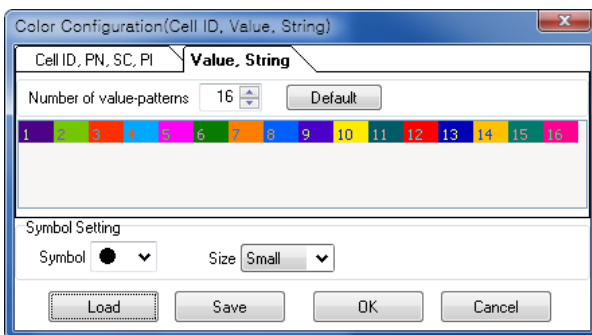 Color Configuration(Cell ID, Value, String)
Cell ID, PN, SC, PI Value, String
Number of value-patterns 16 Default
1 2 3 4 5 6 7 8 9 10 11 12 13 14 15 16
Symbol Setting
Symbol Size Small
Load Save OK Cancel